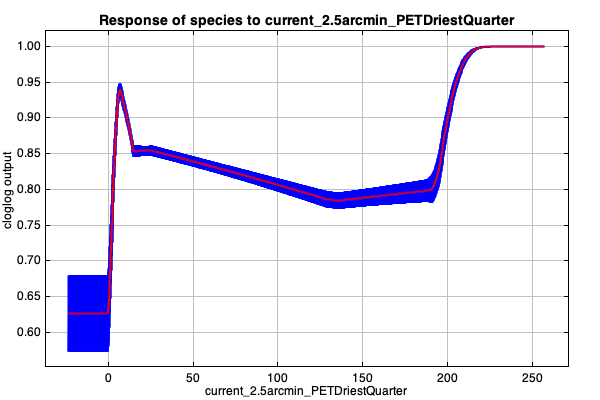 Response of species to current_2.5arcmin_PETDriestQuarter
1.00
0.95
0.90
0.85
0.80
0.75
0.70
0.65
0.60
cloglog output
0 50 100 150 200 250
current_2.5arcmin_PETDriestQuarter